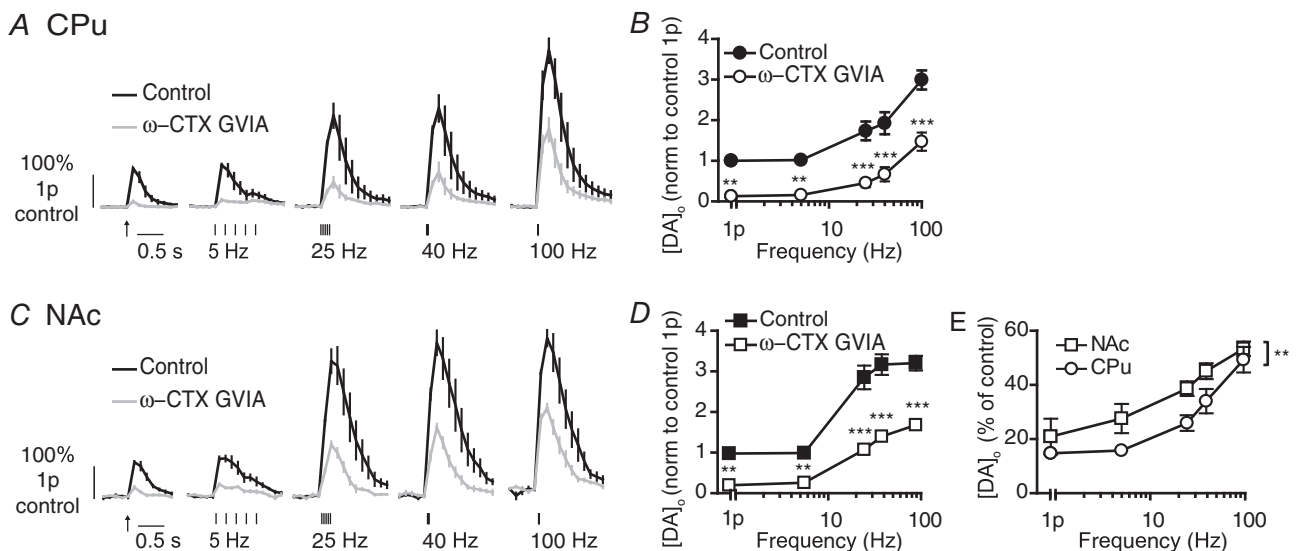 A CPu
Control
ω–CTX GVIA
100%
1p
control
0.5 s
5 Hz
25 Hz
40 Hz
100 Hz
B
[DA]o (norm to control 1p)
4
3
2
1
0
Control
ω–CTX GVIA
**
**
***
***
***
1p
10
100
Frequency (Hz)
C NAc
Control
ω–CTX GVIA
100%
1p
control
0.5 s
5 Hz
25 Hz
40 Hz
100 Hz
D
[DA]o (norm to control 1p)
4
3
2
1
0
Control
ω–CTX GVIA
**
**
***
***
***
1p
10
100
Frequency (Hz)
E
[DA]o (% of control)
60
40
20
0
NAc
CPu
**
1p
10
100
Frequency (Hz)